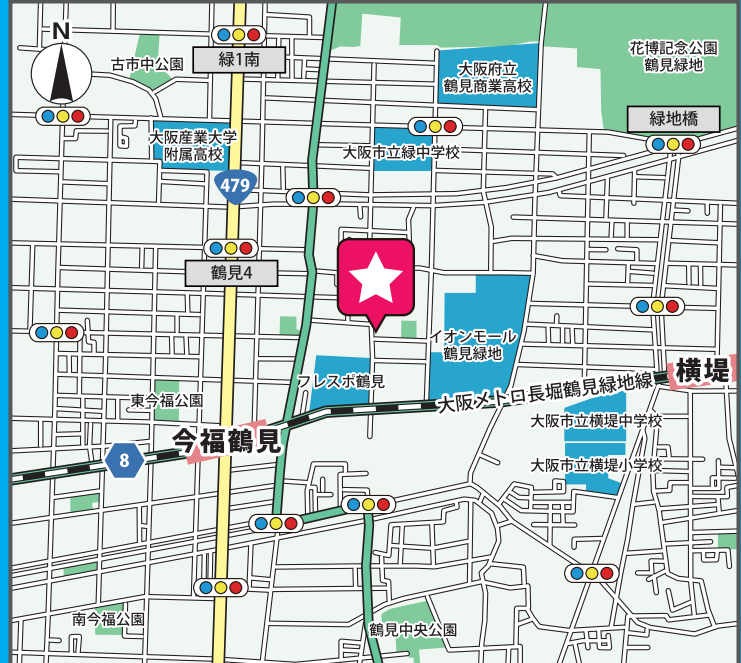 N
緑1南
古市中公園
大阪府立
鶴見商業高校
花博記念公園
鶴見緑地
緑地橋
大阪産業大学
附属高校
大阪市立緑中学校
479
鶴見4
イオンモール
鶴見緑地
フレスポ鶴見
横堤
大阪メトロ長堀鶴見緑地線
東今福公園
大阪市立横堤中学校
今福鶴見
8
大阪市立横堤小学校
南今福公園
鶴見中央公園